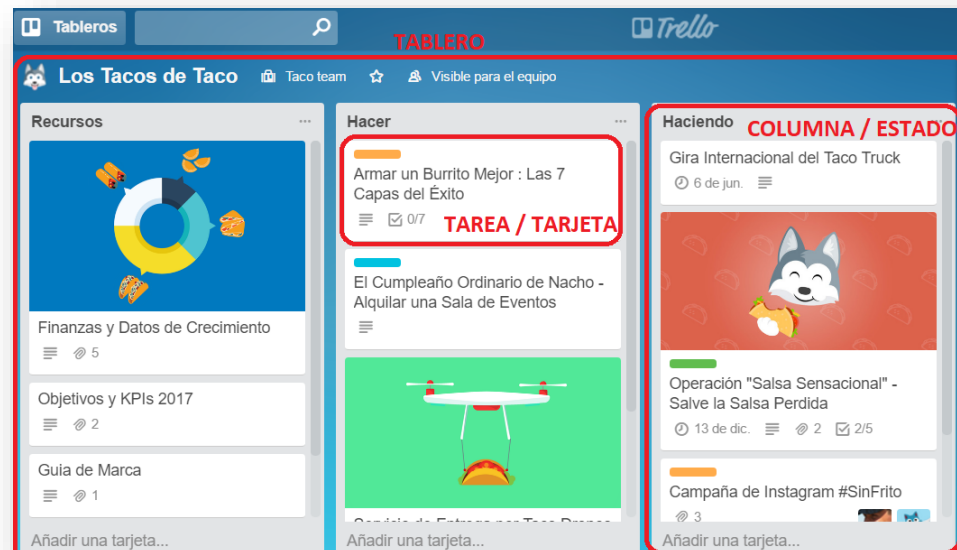 Tableros
Trello
TABLERO
Los Tacos de Taco
Taco team
Visible para el equipo
Recursos
Finanzas y Datos de Crecimiento
5
Objetivos y KPIs 2017
2
Guia de Marca
1
Añadir una tarjeta...
Hacer
Armar un Burrito Mejor : Las 7
Capas del Éxito
0/7
TAREA / TARJETA
El Cumpleaño Ordinario de Nacho -
Alquilar una Sala de Eventos
Añadir una tarjeta...
Haciendo
COLUMNA / ESTADO
Gira Internacional del Taco Truck
6 de jun.
Operación "Salsa Sensacional" -
Salve la Salsa Perdida
13 de dic. 2 2/5
Campaña de Instagram #SinFrito
3
Añadir una tarjeta...